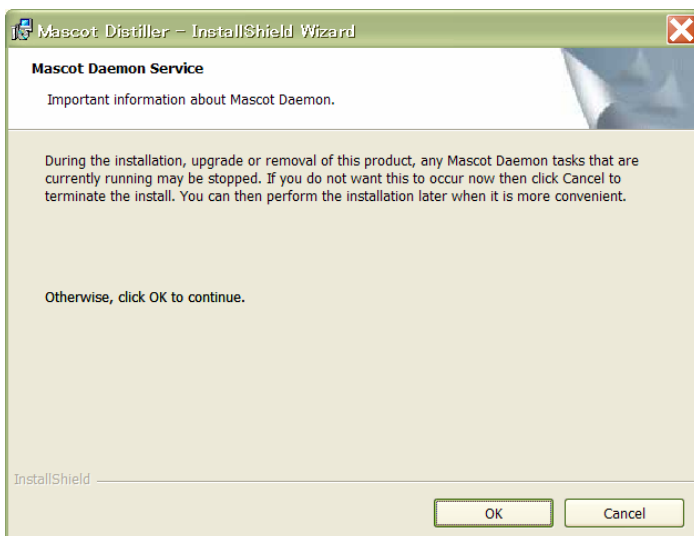 Mascot Distiller - InstallShield Wizard
Mascot Daemon Service
Important information about Mascot Daemon.
During the installation, upgrade or removal of this product, any Mascot Daemon tasks that are
currently running may be stopped. If you do not want this to occur now then click Cancel to
terminate the install. You can then perform the installation later when it is more convenient.
Otherwise, click OK to continue.
InstallShield
OK
Cancel